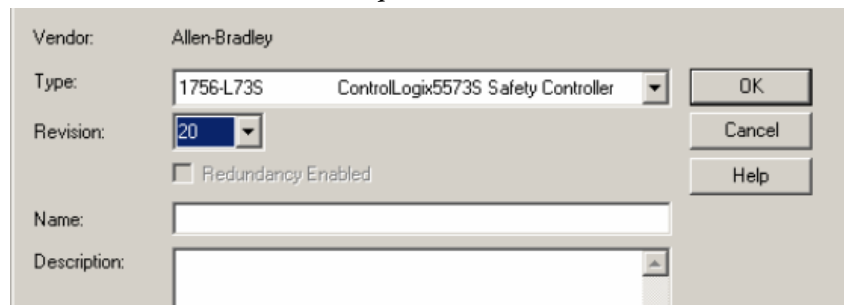 Vendor: Allen-Bradley
Type: 1756-L73S ControlLogix5573S Safety Controller OK
Revision: 20 Cancel
Redundancy Enabled Help
Name:
Description: